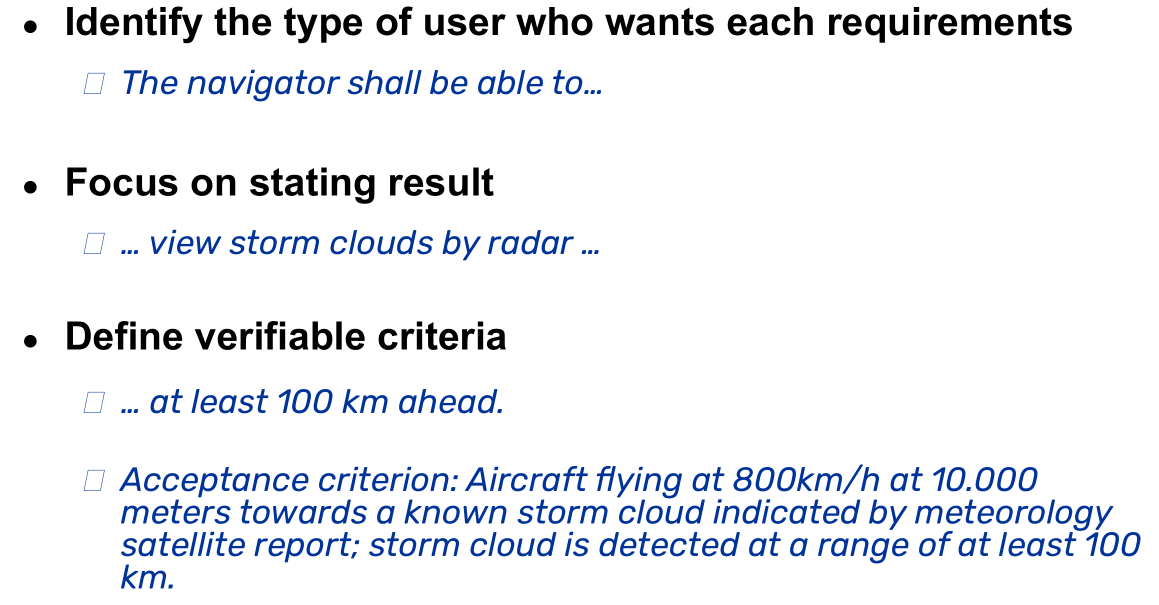 • Identify the type of user who wants each requirements
The navigator shall be able to…
• Focus on stating result
… view storm clouds by radar …
• Define verifiable criteria
… at least 100 km ahead.
Acceptance criterion: Aircraft flying at 800km/h at 10.000
meters towards a known storm cloud indicated by meteorology
satellite report; storm cloud is detected at a range of at least 100
km.